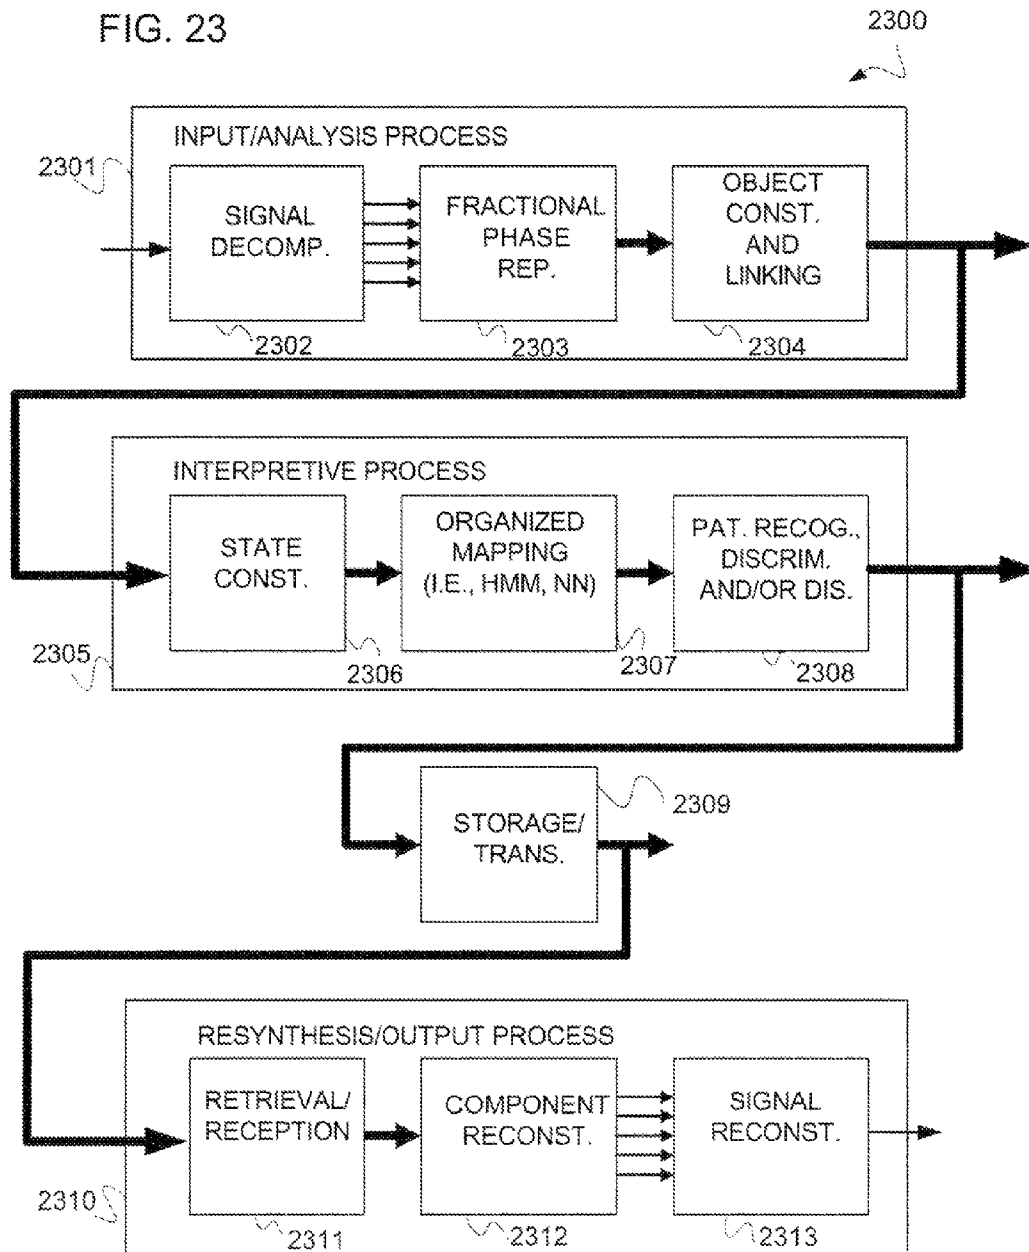 FIG. 23
2300
INPUT/ANALYSIS PROCESS
2301
SIGNAL
DECOMP.
2302
FRACTIONAL
PHASE
REP.
2303
OBJECT
CONST.
AND
LINKING
2304
INTERPRETIVE PROCESS
2305
STATE
CONST.
2306
ORGANIZED
MAPPING
(I.E., HMM, NN)
2307
PAT. RECOG.,
DISCRIM.
AND/OR DIS.
2308
STORAGE/
TRANS.
2309
RESYNTHESIS/OUTPUT PROCESS
2310
RETRIEVAL/
RECEPTION
2311
COMPONENT
RECONST.
2312
SIGNAL
RECONST.
2313